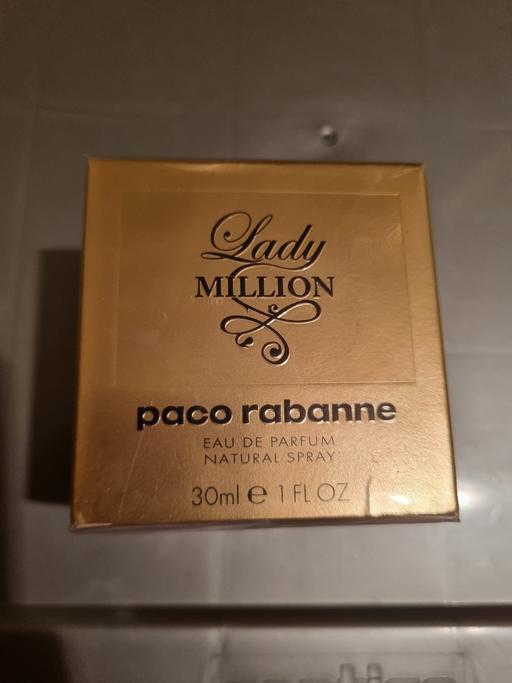 Lady
MILLION
paco rabanne
EAU DE PARFUM
NATURAL SPRAY
30ml e 1 FL OZ